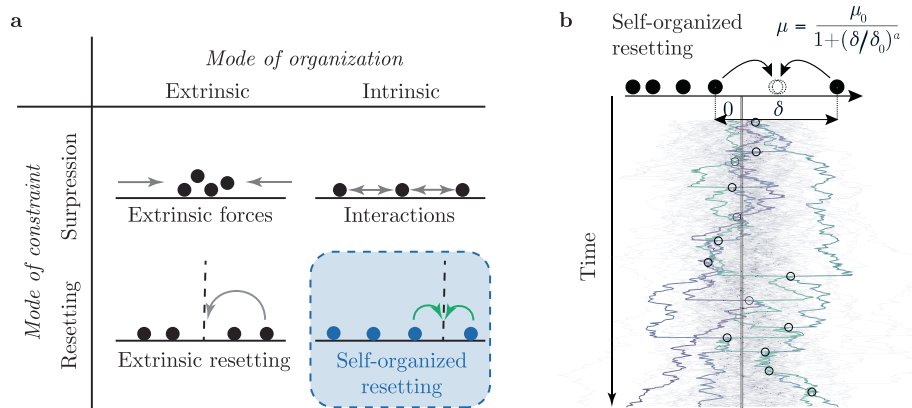 a
Mode of organization
Extrinsic
Intrinsic
Mode of constraint
Surpression
Extrinsic forces
Interactions
Resetting
Extrinsic resetting
Self-organized
resetting
b
Self-organized
resetting
μ = μ₀ / 1+(δ/δ₀)ᵃ
0
δ
Time